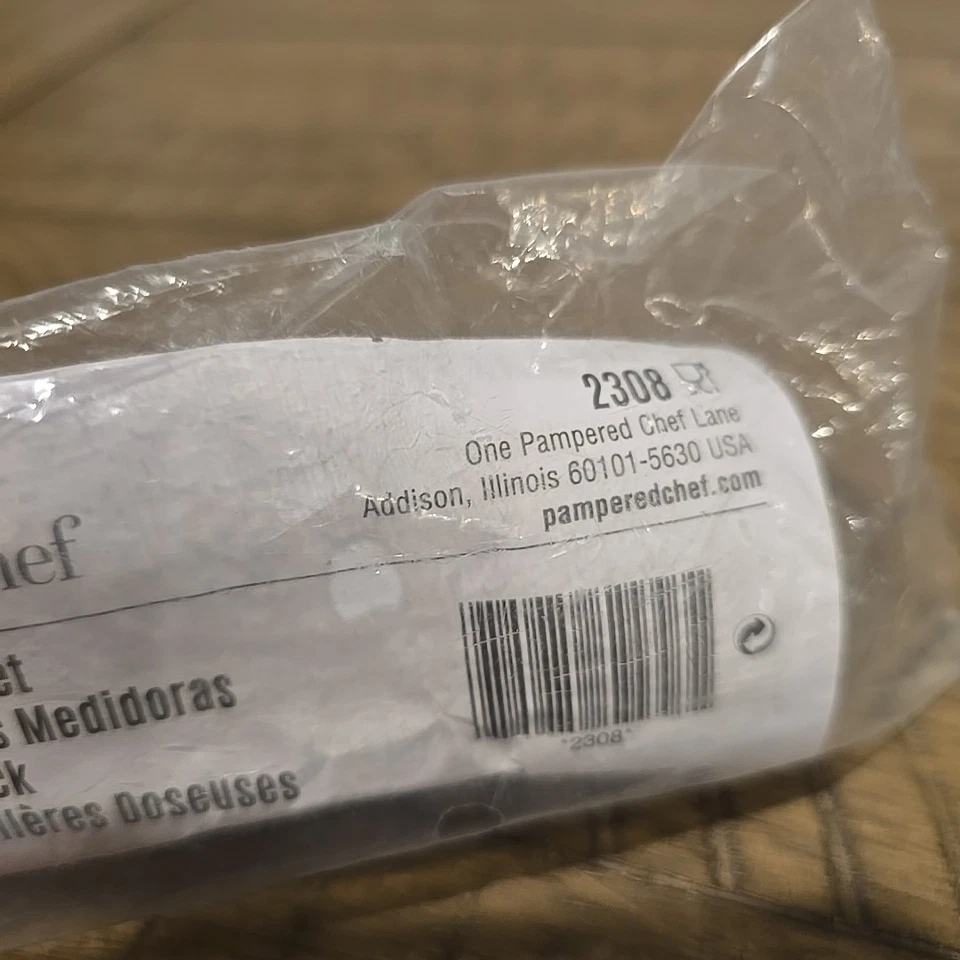 2308
One Pampered Chef Lane
Addison, Illinois 60101-5630 USA
pamperedchef.com
hef
et
s Medidoras
ck
llères Doseuses
*2308*